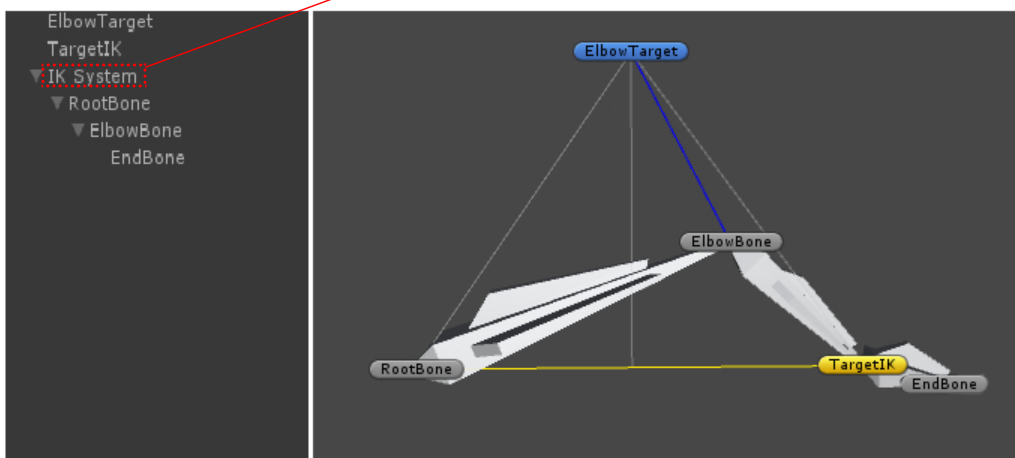 ElbowTarget
TargetIK
IK System
RootBone
ElbowBone
EndBone
ElbowTarget
ElbowBone
RootBone
TargetIK
EndBone